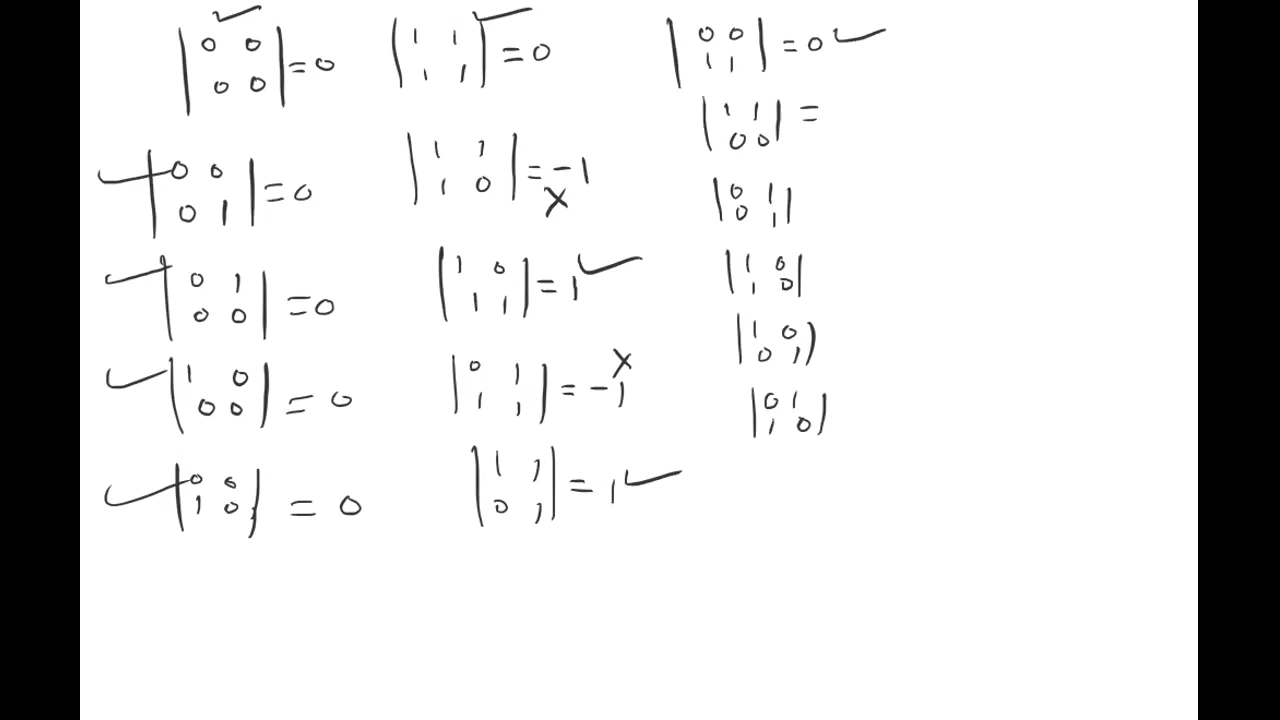 |0 0| = 0
|0 0|
|0 0| = 0
|0 1|
|0 1| = 0
|0 0|
|1 0| = 0
|0 0|
|0 0| = 0
|1 0|
|1 1| = 0
|1 1|
|1 1| = -1
|1 0|
|1 0| = 1
|1 1|
|0 1| = -1
|1 1|
|1 1| = 1
|0 1|
|0 0| = 0
|1 1|
|1 1| =
|0 0|
|0 1|
|0 1|
|1 0|
|1 0|
|1 0|
|0 1|
|0 1|
|1 0|